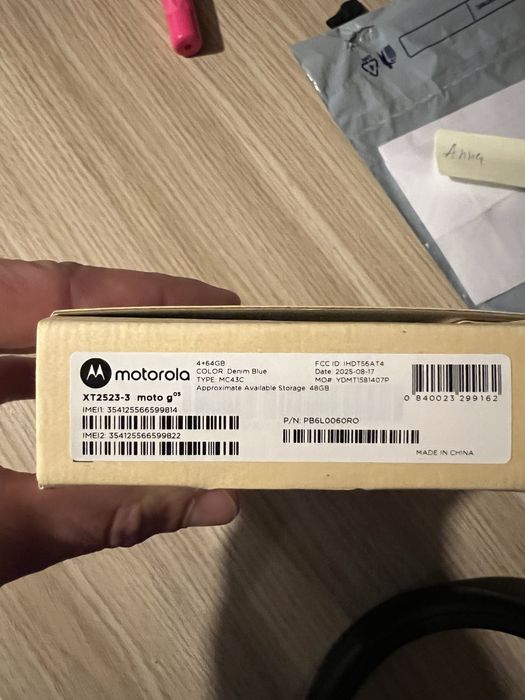 Anna
motorola
4+64GB
COLOR: Denim Blue
TYPE: MC43C
Approximate Available Storage: 48GB
FCC ID: IHDT56AT4
Date: 2025-08-17
MO#: YDMT1581407P
0 840023 299162
XT2523-3 moto g05
IMEI1: 354125566599814
IMEI2: 354125566599822
P/N: PB6L0060RO
MADE IN CHINA